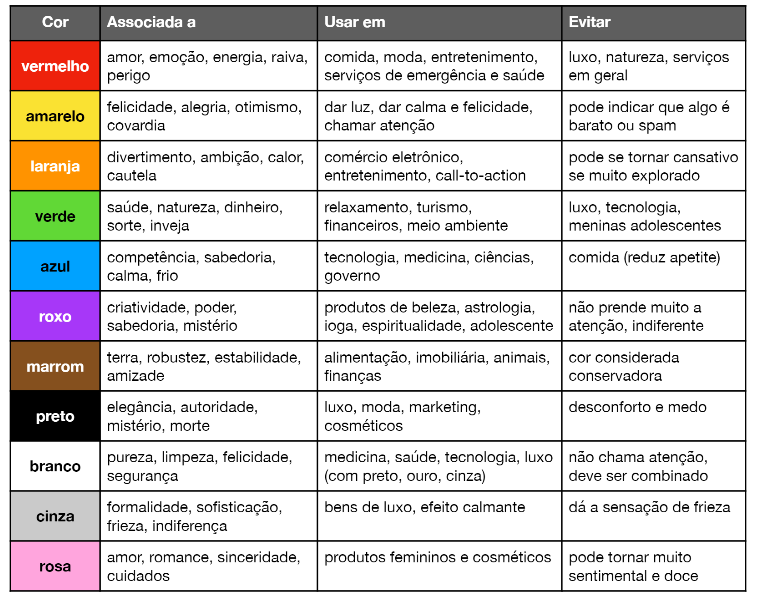 Cor Associada a Usar em Evitar
vermelho
amor, emoção, energia, raiva,
perigo
comida, moda, entretenimento,
serviços de emergência e saúde
luxo, natureza, serviços
em geral
amarelo
felicidade, alegria, otimismo,
covardia
dar luz, dar calma e felicidade,
chamar atenção
pode indicar que algo é
barato ou spam
laranja
divertimento, ambição, calor,
cautela
comércio eletrônico,
entretenimento, call-to-action
pode se tornar cansativo
se muito explorado
verde
saúde, natureza, dinheiro,
sorte, inveja
relaxamento, turismo,
financeiros, meio ambiente
luxo, tecnologia,
meninas adolescentes
azul
competência, sabedoria,
calma, frio
tecnologia, medicina, ciências,
governo
comida (reduz apetite)
roxo
criatividade, poder,
sabedoria, mistério
produtos de beleza, astrologia,
ioga, espiritualidade, adolescente
não prende muito a
atenção, indiferente
marrom
terra, robustez, estabilidade,
amizade
alimentação, imobiliária, animais,
finanças
cor considerada
conservadora
preto
elegância, autoridade,
mistério, morte
luxo, moda, marketing,
cosméticos
desconforto e medo
branco
pureza, limpeza, felicidade,
segurança
medicina, saúde, tecnologia, luxo
(com preto, ouro, cinza)
não chama atenção,
deve ser combinado
cinza
formalidade, sofisticação,
frieza, indiferença
bens de luxo, efeito calmante
dá a sensação de frieza
rosa
amor, romance, sinceridade,
cuidados
produtos femininos e cosméticos
pode tornar muito
sentimental e doce